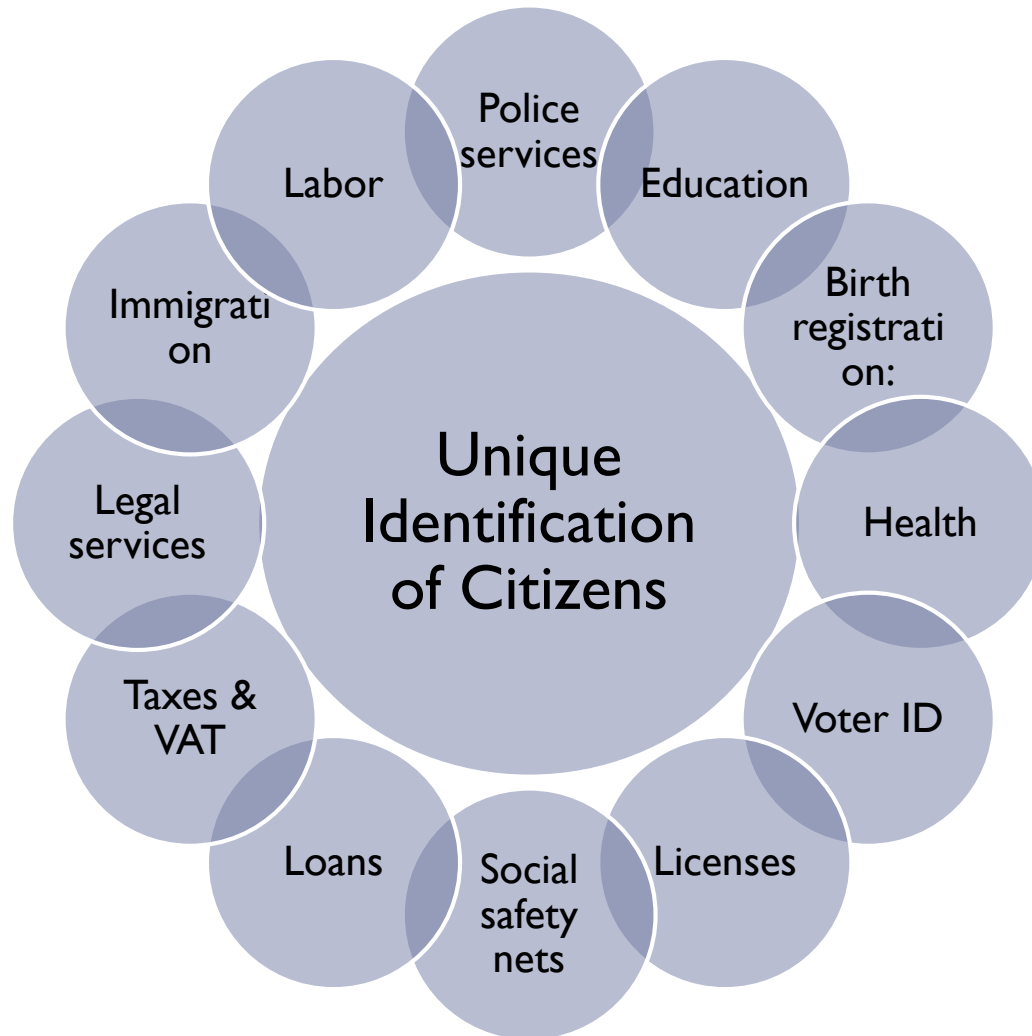 Police
services
Education
Birth
registrati
on:
Health
Voter ID
Licenses
Social
safety
nets
Loans
Taxes &
VAT
Legal
services
Immigrati
on
Labor
Unique
Identification
of Citizens